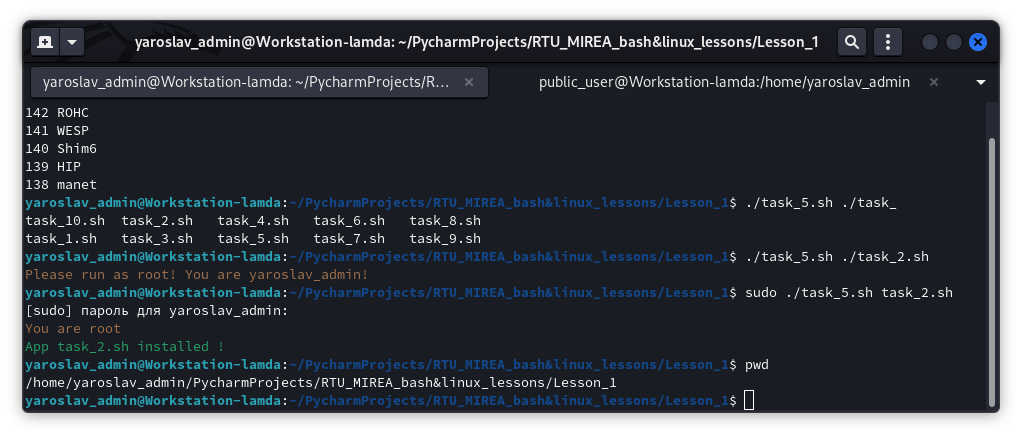 yaroslav_admin@Workstation-lamda: ~/PycharmProjects/RTU_MIREA_bash&linux_lessons/Lesson_1
yaroslav_admin@Workstation-lamda: ~/PycharmProjects/R...
public_user@Workstation-lamda:/home/yaroslav_admin
142 ROHC
141 WESP
140 Shim6
139 HIP
138 manet
yaroslav_admin@Workstation-lamda:~/PycharmProjects/RTU_MIREA_bash&linux_lessons/Lesson_1$ ./task_5.sh ./task_
task_10.sh  task_2.sh   task_4.sh   task_6.sh   task_8.sh
task_1.sh   task_3.sh   task_5.sh   task_7.sh   task_9.sh
yaroslav_admin@Workstation-lamda:~/PycharmProjects/RTU_MIREA_bash&linux_lessons/Lesson_1$ ./task_5.sh ./task_2.sh
Please run as root! You are yaroslav_admin!
yaroslav_admin@Workstation-lamda:~/PycharmProjects/RTU_MIREA_bash&linux_lessons/Lesson_1$ sudo ./task_5.sh task_2.sh
[sudo] пароль для yaroslav_admin:
You are root
App task_2.sh installed !
yaroslav_admin@Workstation-lamda:~/PycharmProjects/RTU_MIREA_bash&linux_lessons/Lesson_1$ pwd
/home/yaroslav_admin/PycharmProjects/RTU_MIREA_bash&linux_lessons/Lesson_1
yaroslav_admin@Workstation-lamda:~/PycharmProjects/RTU_MIREA_bash&linux_lessons/Lesson_1$